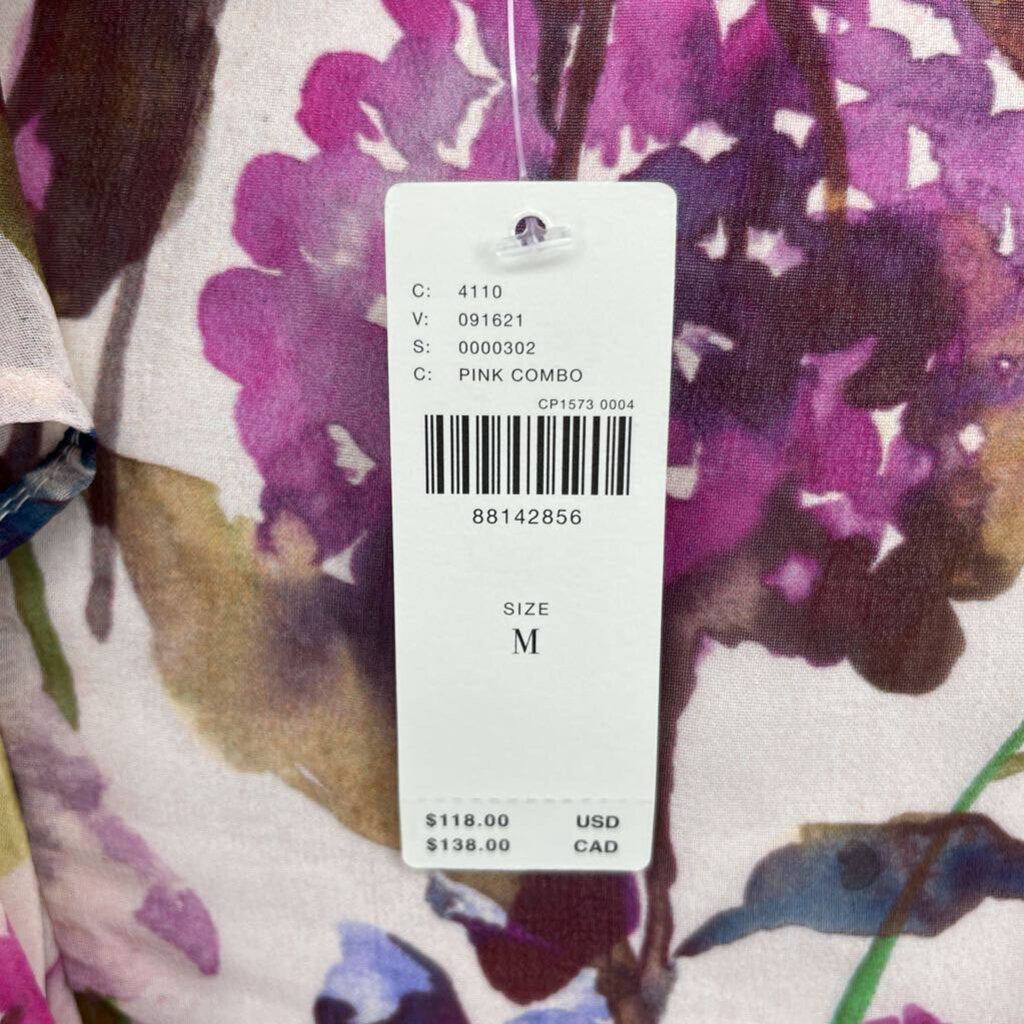 C: 4110
V: 091621
S: 0000302
C: PINK COMBO
CP1573 0004
88142856
SIZE
M
$118.00 USD
$138.00 CAD